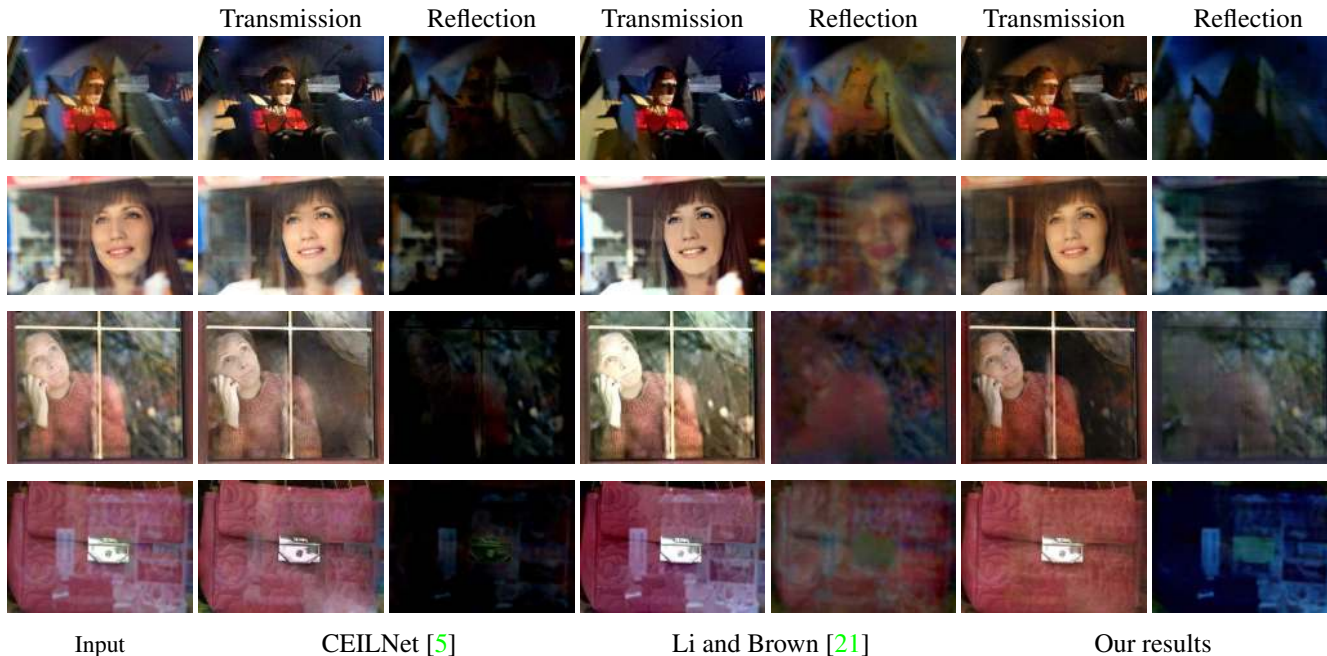 Transmission Reflection Transmission Reflection Transmission Reflection
Input CEILNet [5] Li and Brown [21] Our results